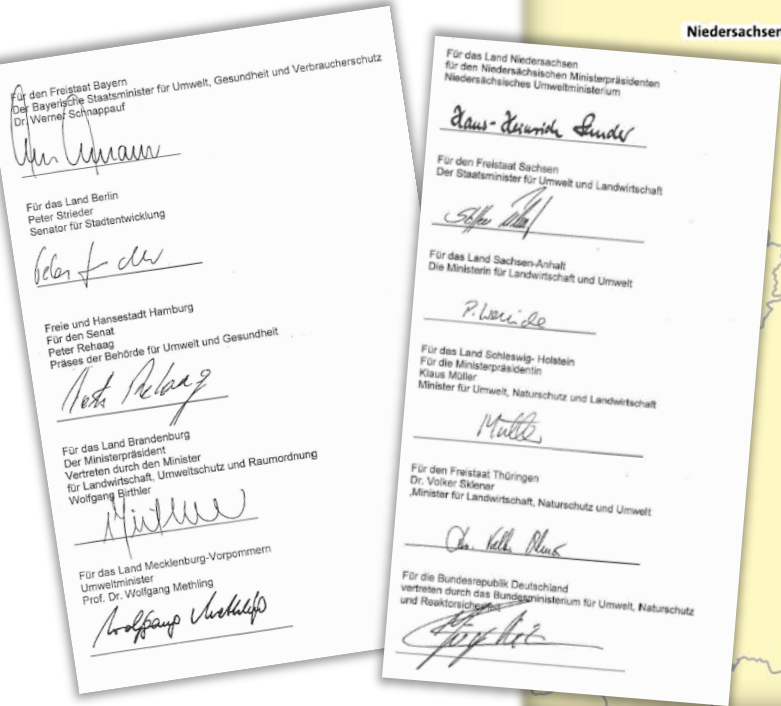 Für den Freistaat Bayern
Der Bayerische Staatsminister für Umwelt, Gesundheit und Verbraucherschutz
Dr. Werner Schnappauf
Für das Land Berlin
Peter Strieder
Senator für Stadtentwicklung
Freie und Hansestadt Hamburg
Für den Senat
Peter Rehaag
Präses der Behörde für Umwelt und Gesundheit
Für das Land Brandenburg
Der Ministerpräsident
Vertreten durch den Minister
für Landwirtschaft, Umweltschutz und Raumordnung
Wolfgang Birthler
Für das Land Mecklenburg-Vorpommern
Umweltminister
Prof. Dr. Wolfgang Methling
Wolfgang Methling
Für das Land Niedersachsen
für den Niedersächsischen Ministerpräsidenten
Niedersächsisches Umweltministerium
Hans-Heinrich Sander
Für den Freistaat Sachsen
Der Staatsminister für Umwelt und Landwirtschaft
Für das Land Sachsen-Anhalt
Die Ministerin für Landwirtschaft und Umwelt
Für das Land Schleswig- Holstein
Für die Ministerpräsidentin
Klaus Müller
Minister für Umwelt, Naturschutz und Landwirtschaft
Müller
Für den Freistaat Thüringen
Dr. Volker Sklenar
Minister für Landwirtschaft, Naturschutz und Umwelt
Für die Bundesrepublik Deutschland
vertreten durch das Bundesministerium für Umwelt, Naturschutz
und Reaktorsicherheit
Niedersachsen